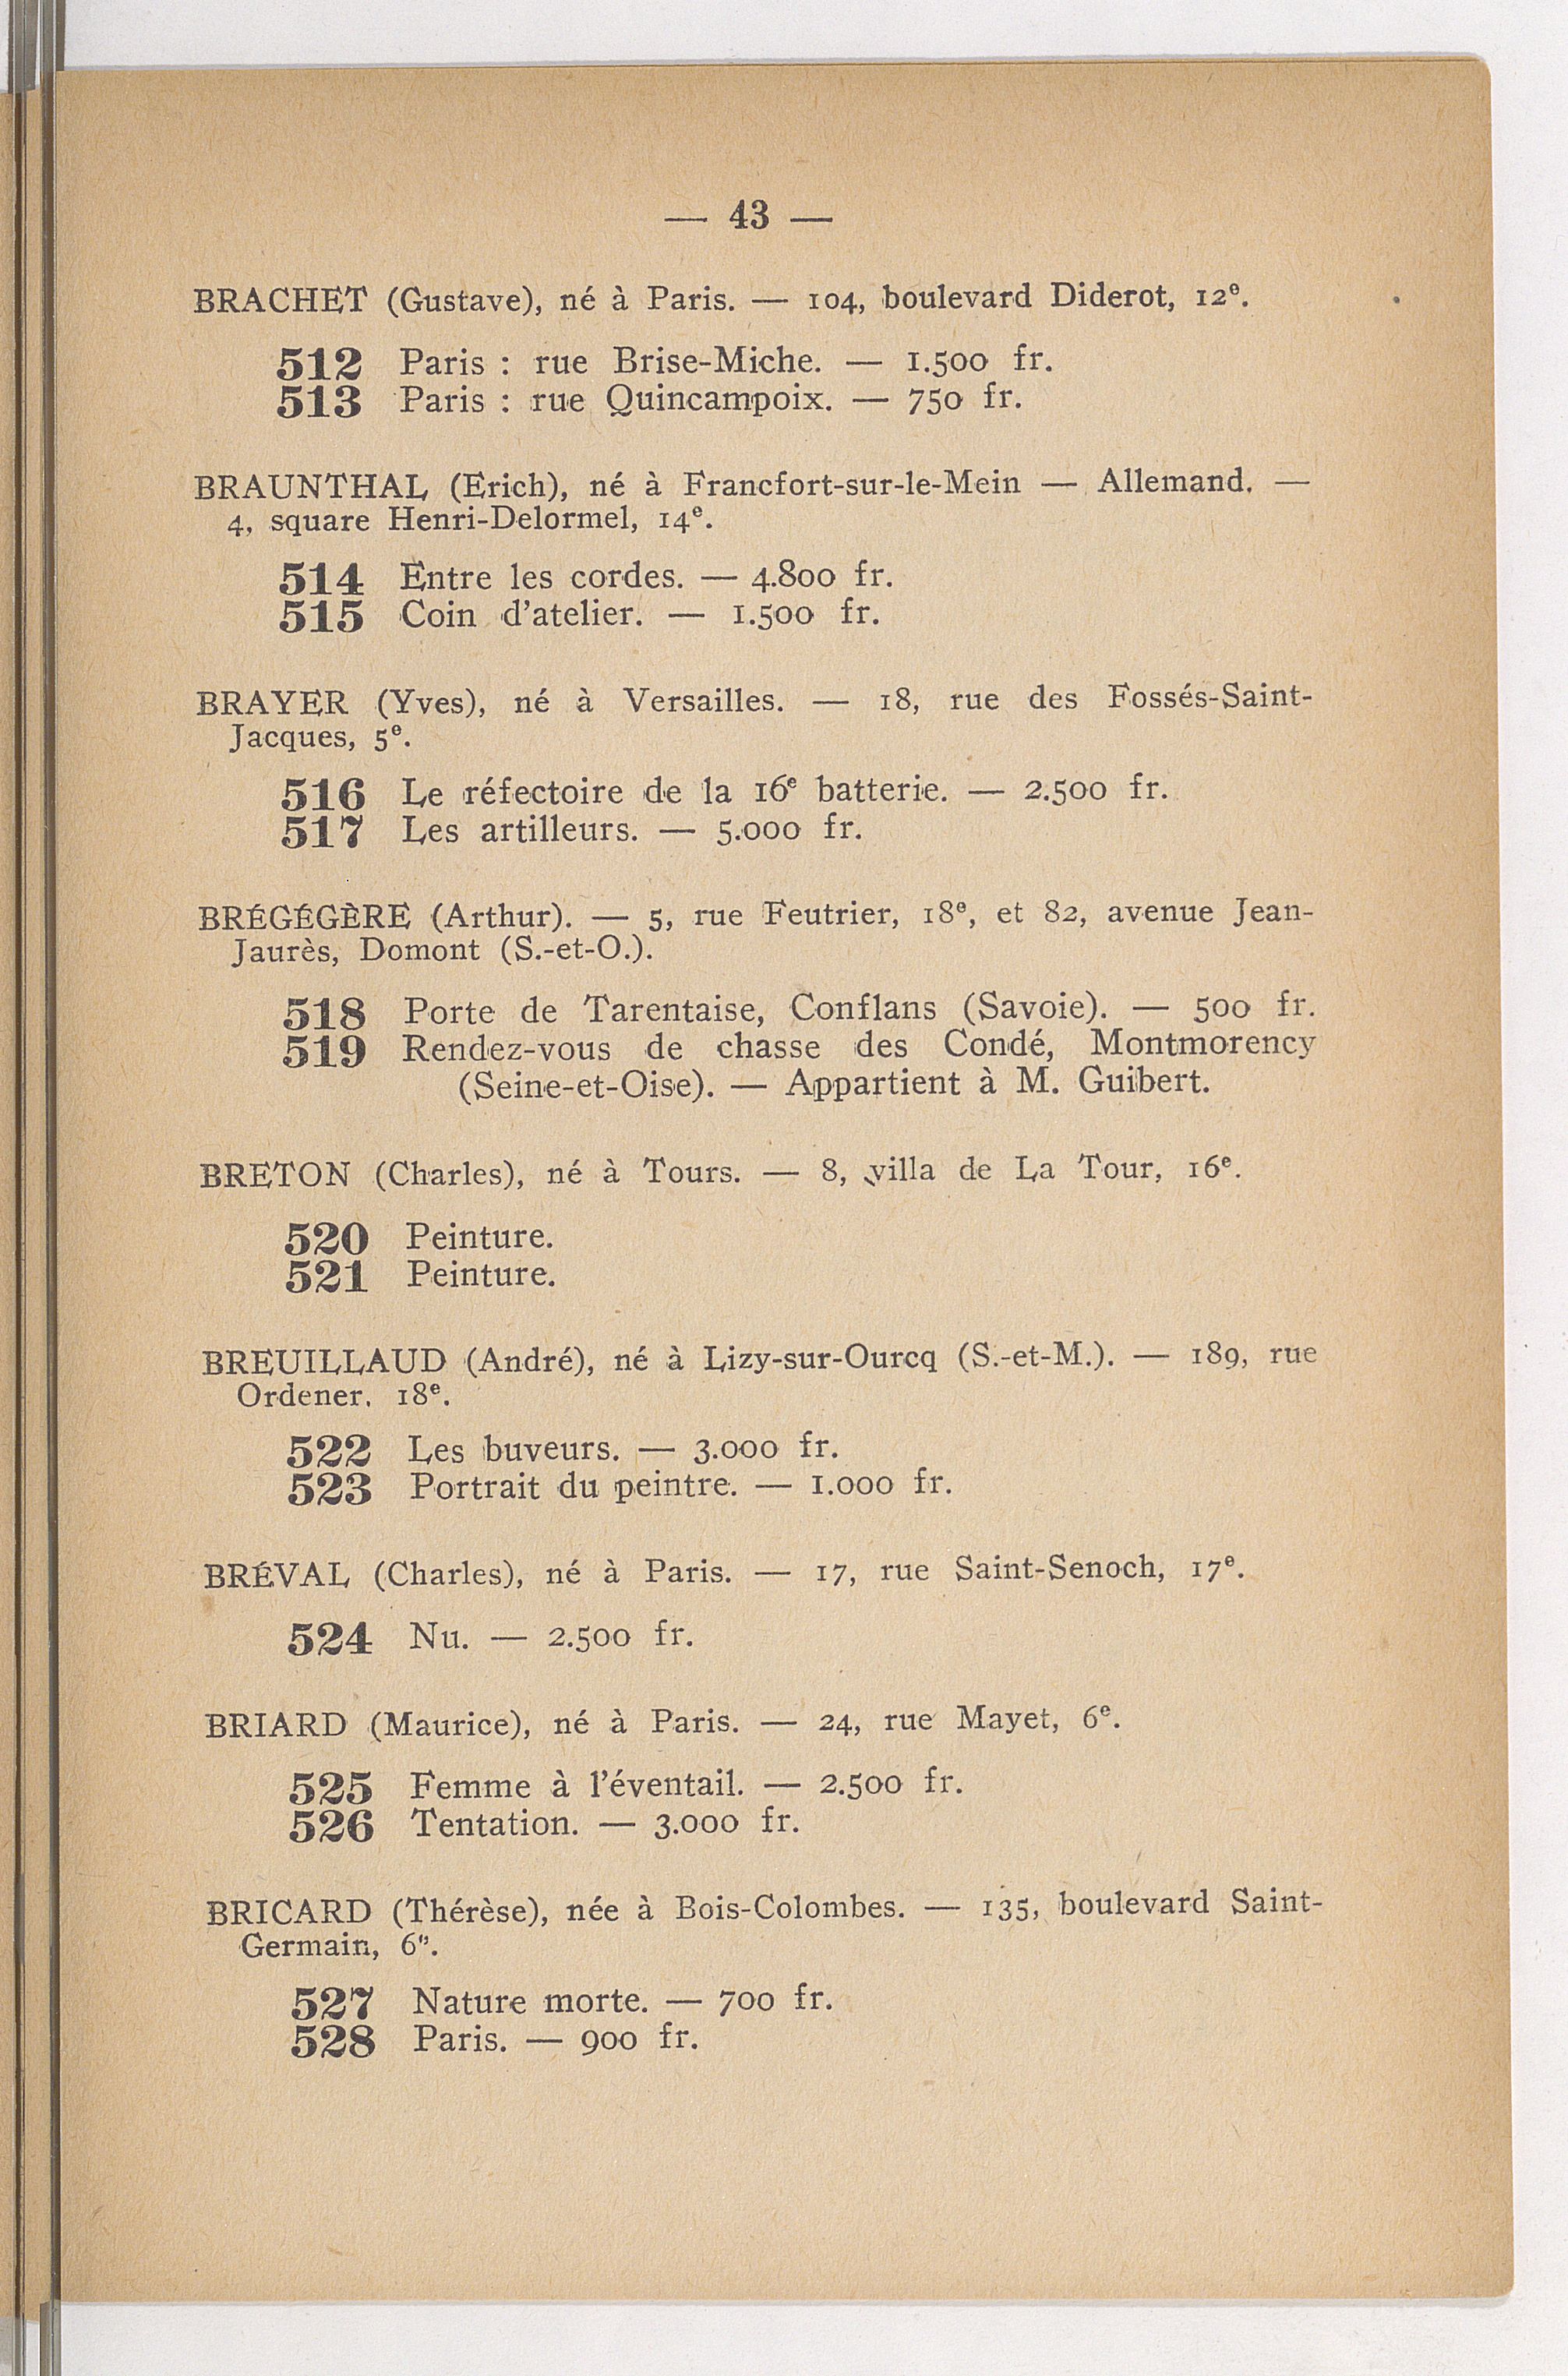 — 43 —
BRACHET (Gustave), né à Paris. — 104, boulevard Diderot, 12e.
512 Paris : rue Brise-Miche. — 1.500 fr.
513 Paris : rue Quincampoix. — 750 fr.
BRAUNTHAL (Erich), né à Francfort-sur-le-Mein — Allemand. —
4, square Henri-Delormel, 14e.
514 Entre les cordes. — 4.800 fr.
515 Coin d'atelier. — 1.500 fr.
BRAYER (Yves), né à Versailles. — 18, rue des Fossés-Saint-
Jacques, 5e.
516 Le réfectoire de la 16e batterie. — 2.500 fr.
517 Les artilleurs. — 5.000 fr.
BRÉGÉGÈRE (Arthur). — 5, rue Feutrier, 18e, et 82, avenue Jean-
Jaurès, Domont (S.-et-O.).
518 Porte de Tarentaise, Conflans (Savoie). — 500 fr.
519 Rendez-vous de chasse des Condé, Montmorency
(Seine-et-Oise). — Appartient à M. Guibert.
BRETON (Charles), né à Tours. — 8, villa de La Tour, 16e.
520 Peinture.
521 Peinture.
BREUILLAUD (André), né à Lizy-sur-Ourcq (S.-et-M.). — 189, rue
Ordener. 18e.
522 Les buveurs. — 3.000 fr.
523 Portrait du peintre. — 1.000 fr.
BRÉVAL (Charles), né à Paris. — 17, rue Saint-Senoch, 17e.
524 Nu. — 2.500 fr.
BRIARD (Maurice), né à Paris. — 24, rue Mayet, 6e.
525 Femme à l'éventail. — 2.500 fr.
526 Tentation. — 3.000 fr.
BRICARD (Thérèse), née à Bois-Colombes. — 135, boulevard Saint-
Germain, 6".
527 Nature morte. — 700 fr.
528 Paris. — 900 fr.